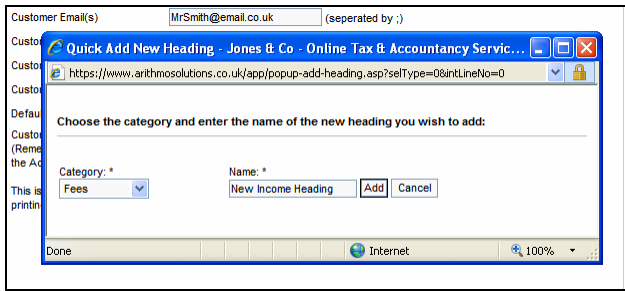 Customer Email(s) MrSmith@email.co.uk (seperated by ;)
Quick Add New Heading - Jones & Co - Online Tax & Accountancy Servic...
https://www.arithmosolutions.co.uk/app/popup-add-heading.asp?selType=0&intLineNo=0
Custo
Custo
Custo
Defau
Choose the category and enter the name of the new heading you wish to add:
Custor
(Reme
the Ac
Category: * Name: *
This is Fees New Income Heading Add Cancel
printin
Done Internet 100%